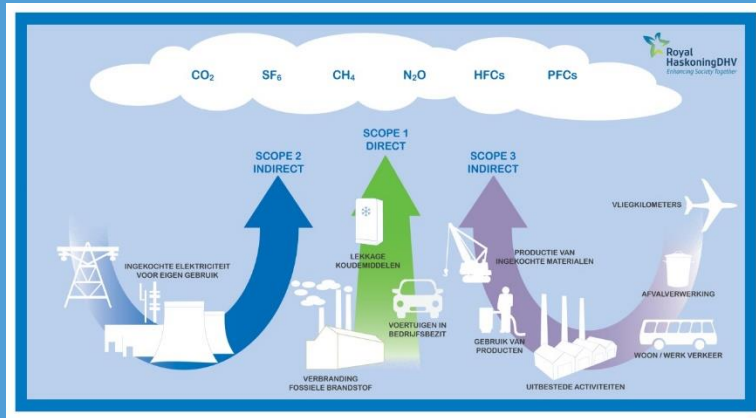 Royal
HaskoningDHV
Enhancing Society Together
CO₂ SF₆ CH₄ N₂O HFCs PFCs
SCOPE 1
DIRECT
SCOPE 2
INDIRECT
SCOPE 3
INDIRECT
VLIEGKILOMETERS
LEKKAGE
KOUDEMIDDELEN
PRODUCTIE VAN
INGEKOCHTE MATERIALEN
INGEKOCHTE ELEKTRICITEIT
VOOR EIGEN GEBRUIK
AFVALVERWERKING
VOERTUIGEN IN
BEDRIJFSBEZIT
GEBRUIK VAN
PRODUCTEN
WOON / WERK VERKEER
VERBRANDING
FOSSIELE BRANDSTOF
UITBESTEDE ACTIVITEITEN